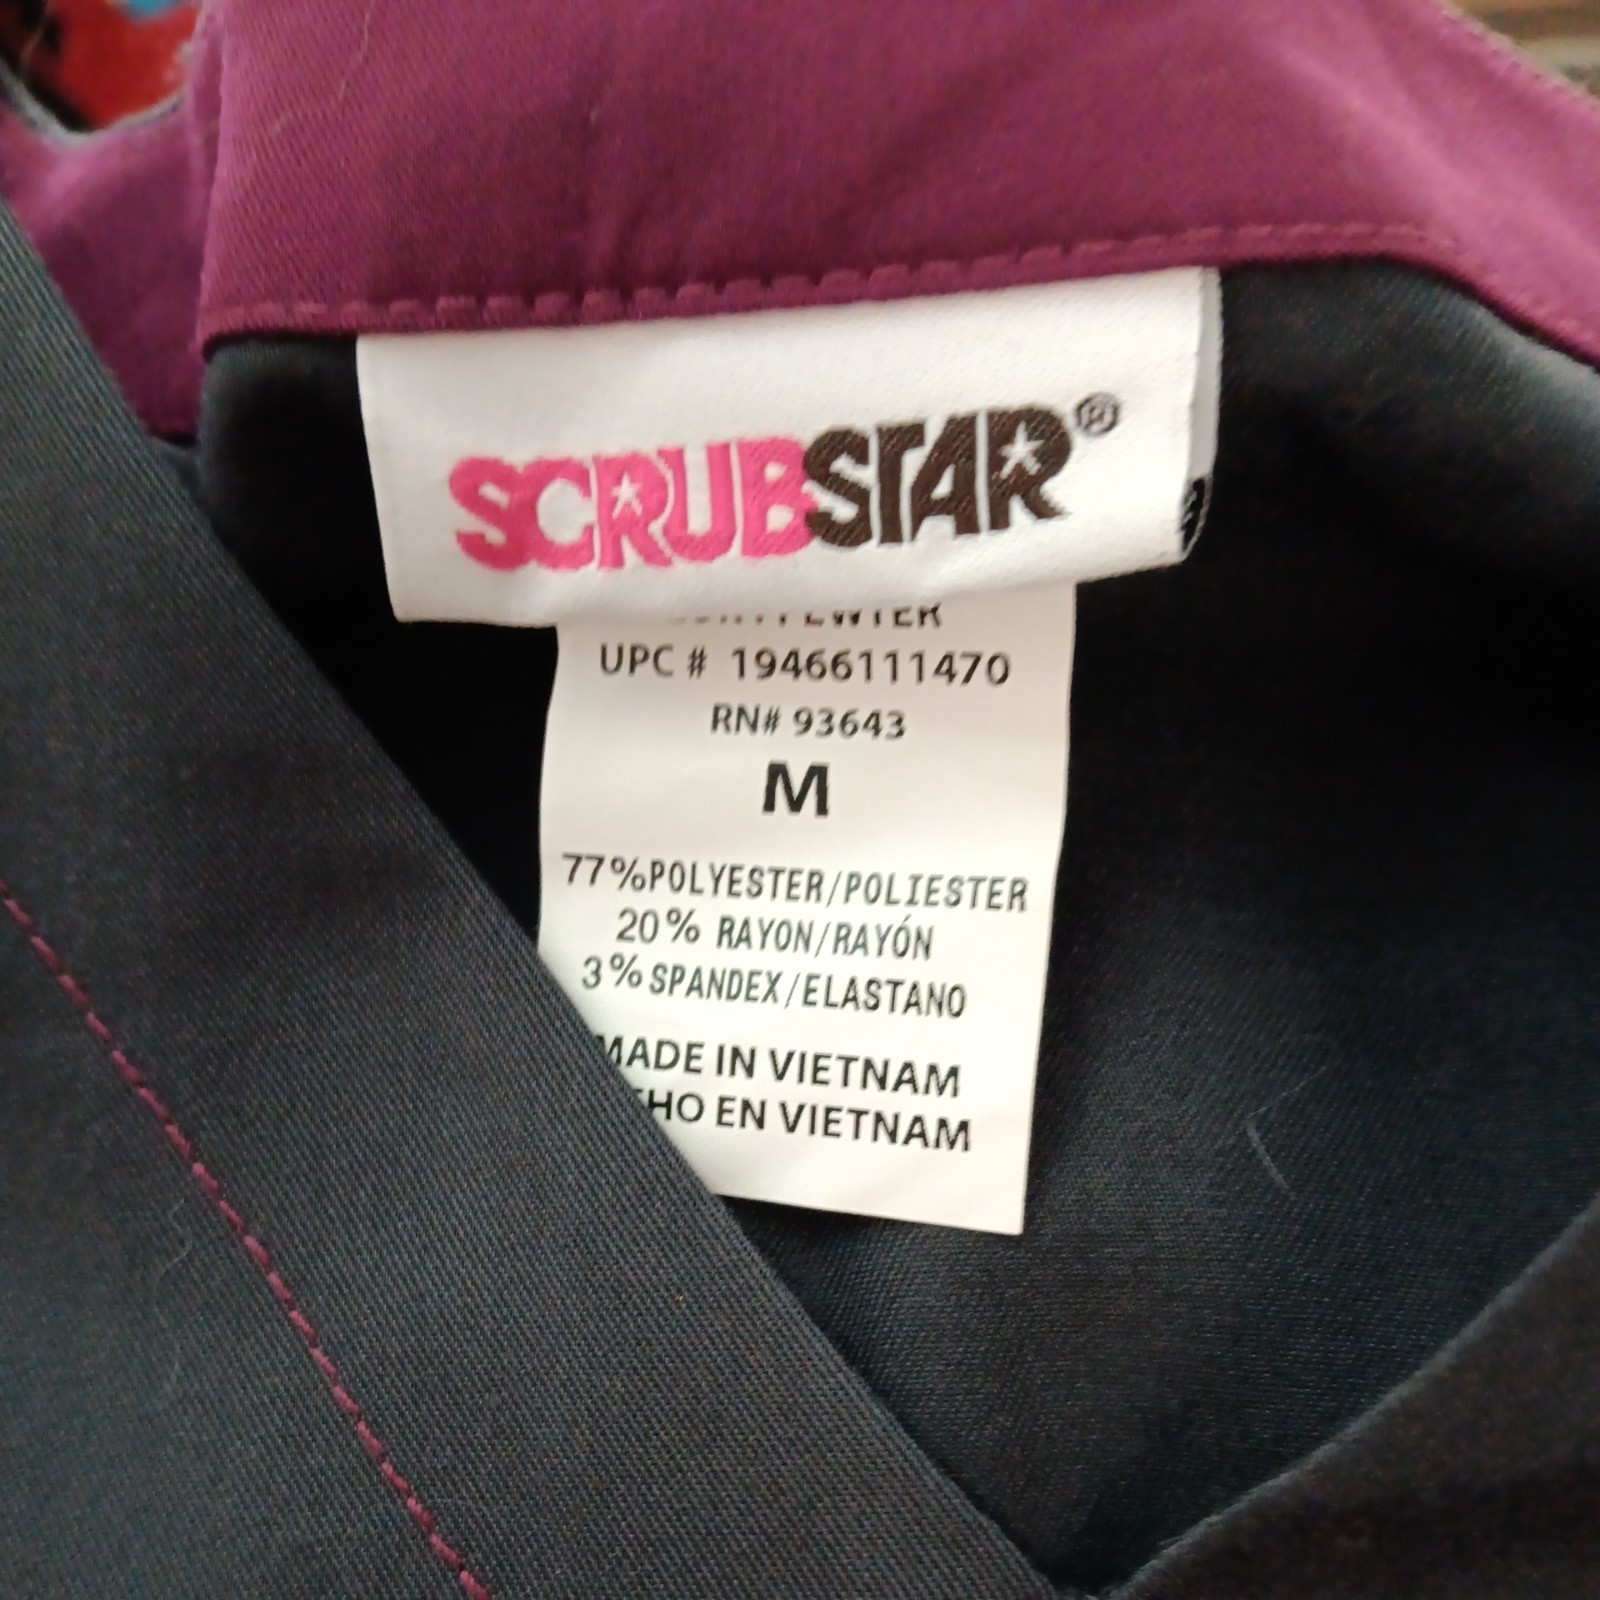 SCRUBSTAR®
UPC # 19466111470
RN# 93643
M
77%POLYESTER/POLIESTER
20% RAYON/RAYÓN
3%SPANDEX/ELASTANO
MADE IN VIETNAM
EN VIETNAM